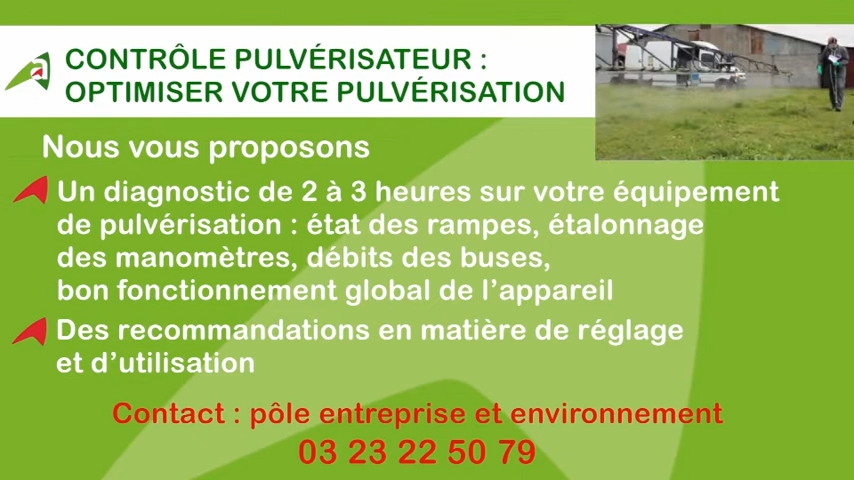 CONTRÔLE PULVÉRISATEUR :
OPTIMISER VOTRE PULVÉRISATION
Nous vous proposons
Un diagnostic de 2 à 3 heures sur votre équipement
de pulvérisation : état des rampes, étalonnage
des manomètres, débits des buses,
bon fonctionnement global de l'appareil
Des recommandations en matière de réglage
et d'utilisation
Contact : pôle entreprise et environnement
03 23 22 50 79